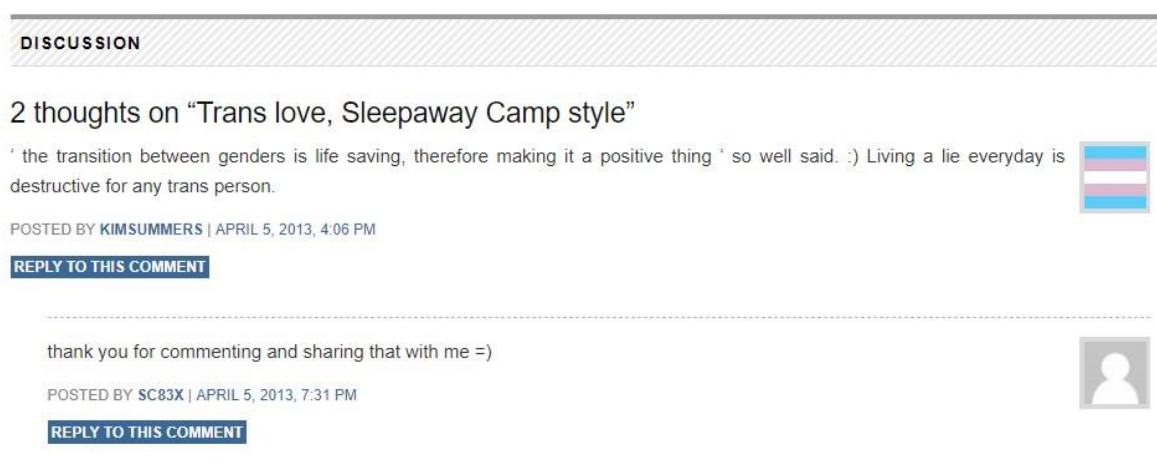 DISCUSSION
2 thoughts on “Trans love, Sleepaway Camp style”
‘ the transition between genders is life saving, therefore making it a positive thing ‘ so well said. :) Living a lie everyday is
destructive for any trans person.
POSTED BY KIMSUMMERS | APRIL 5, 2013, 4:06 PM
REPLY TO THIS COMMENT
thank you for commenting and sharing that with me =)
POSTED BY SC83X | APRIL 5, 2013, 7:31 PM
REPLY TO THIS COMMENT